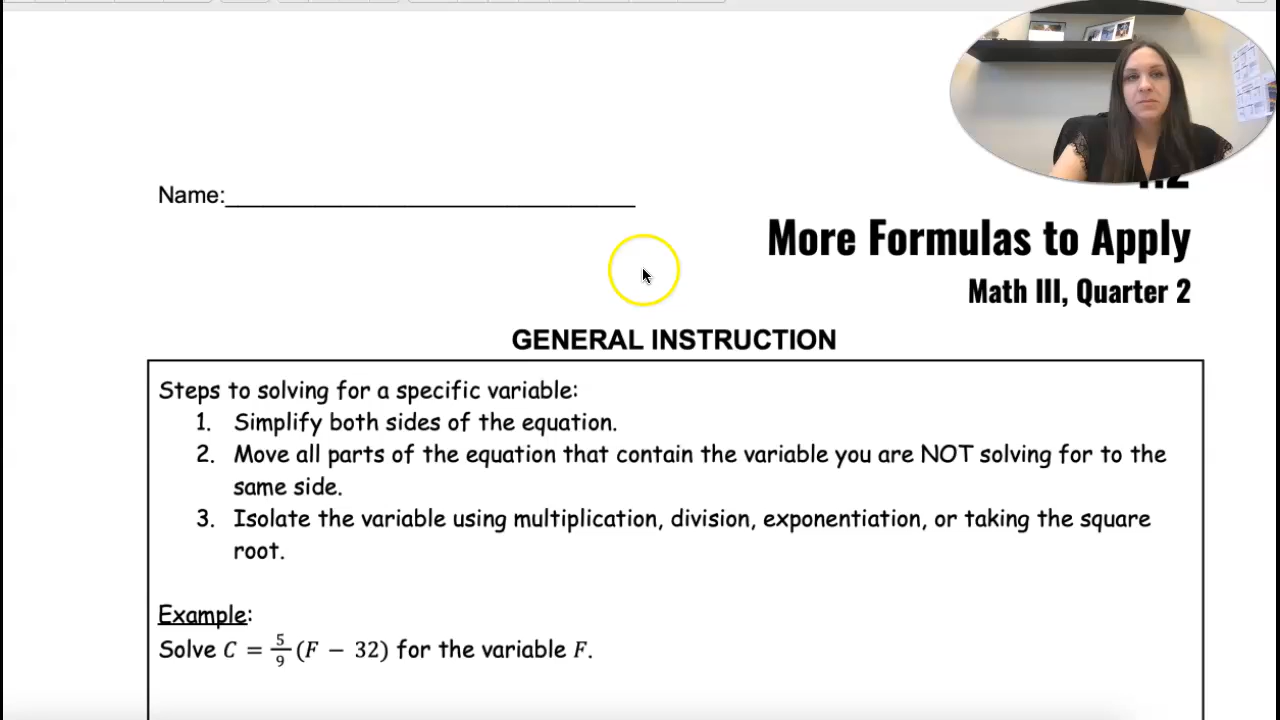 Name:
More Formulas to Apply
Math III, Quarter 2
GENERAL INSTRUCTION
Steps to solving for a specific variable:
1. Simplify both sides of the equation.
2. Move all parts of the equation that contain the variable you are NOT solving for to the
same side.
3. Isolate the variable using multiplication, division, exponentiation, or taking the square
root.
Example:
Solve C = 5/9 (F − 32) for the variable F.